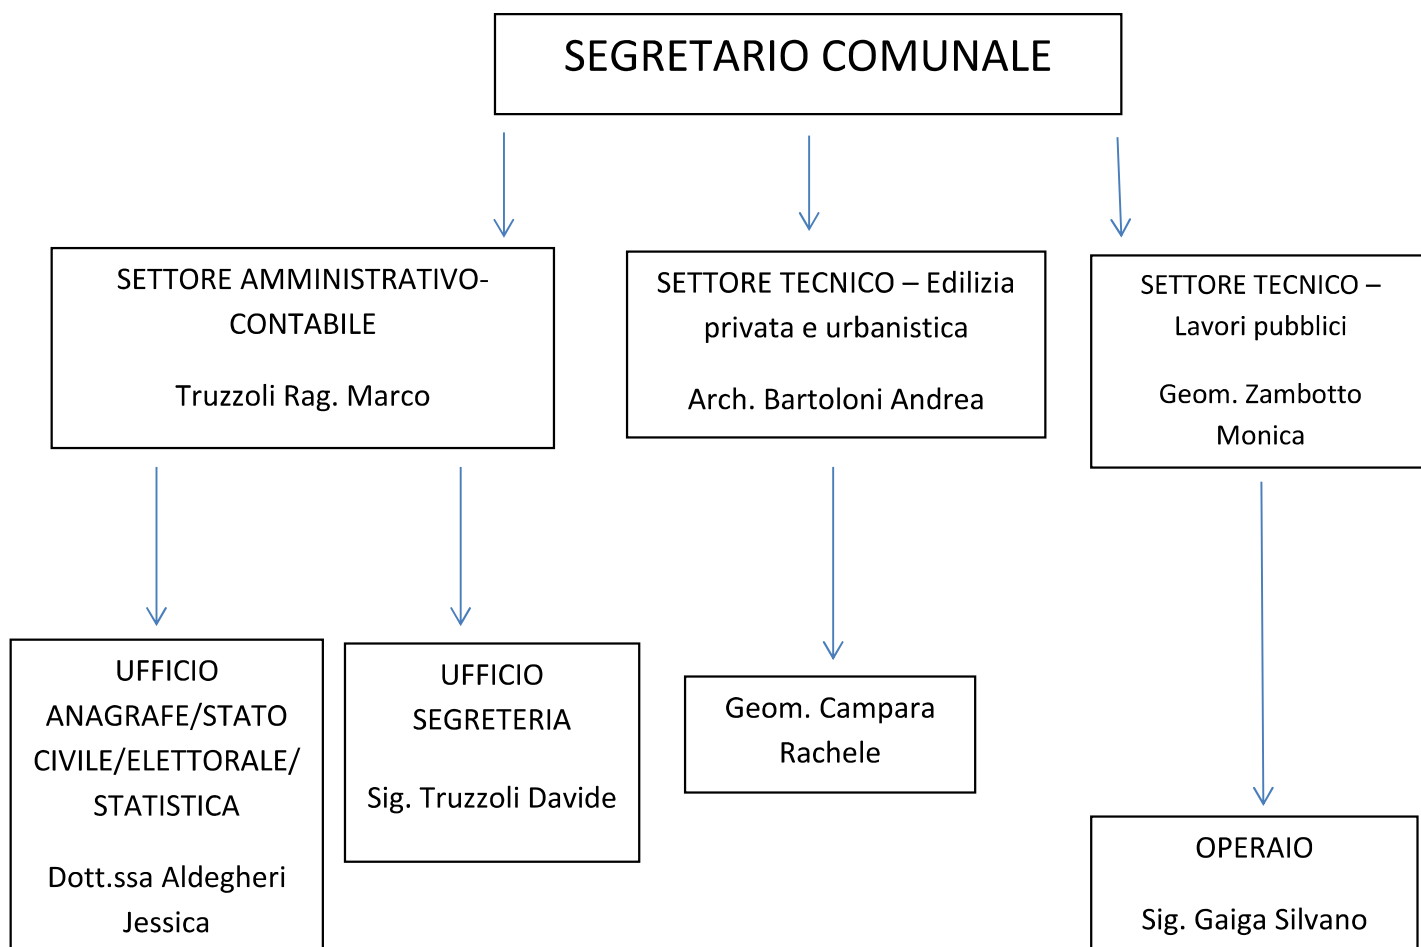 SEGRETARIO COMUNALE
SETTORE AMMINISTRATIVO-
CONTABILE
Truzzoli Rag. Marco
SETTORE TECNICO – Edilizia
privata e urbanistica
Arch. Bartoloni Andrea
SETTORE TECNICO –
Lavori pubblici
Geom. Zambotto
Monica
UFFICIO
ANAGRAFE/STATO
CIVILE/ELETTORALE/
STATISTICA
Dott.ssa Aldegheri
Jessica
UFFICIO
SEGRETERIA
Sig. Truzzoli Davide
Geom. Campara
Rachele
OPERAIO
Sig. Gaiga Silvano